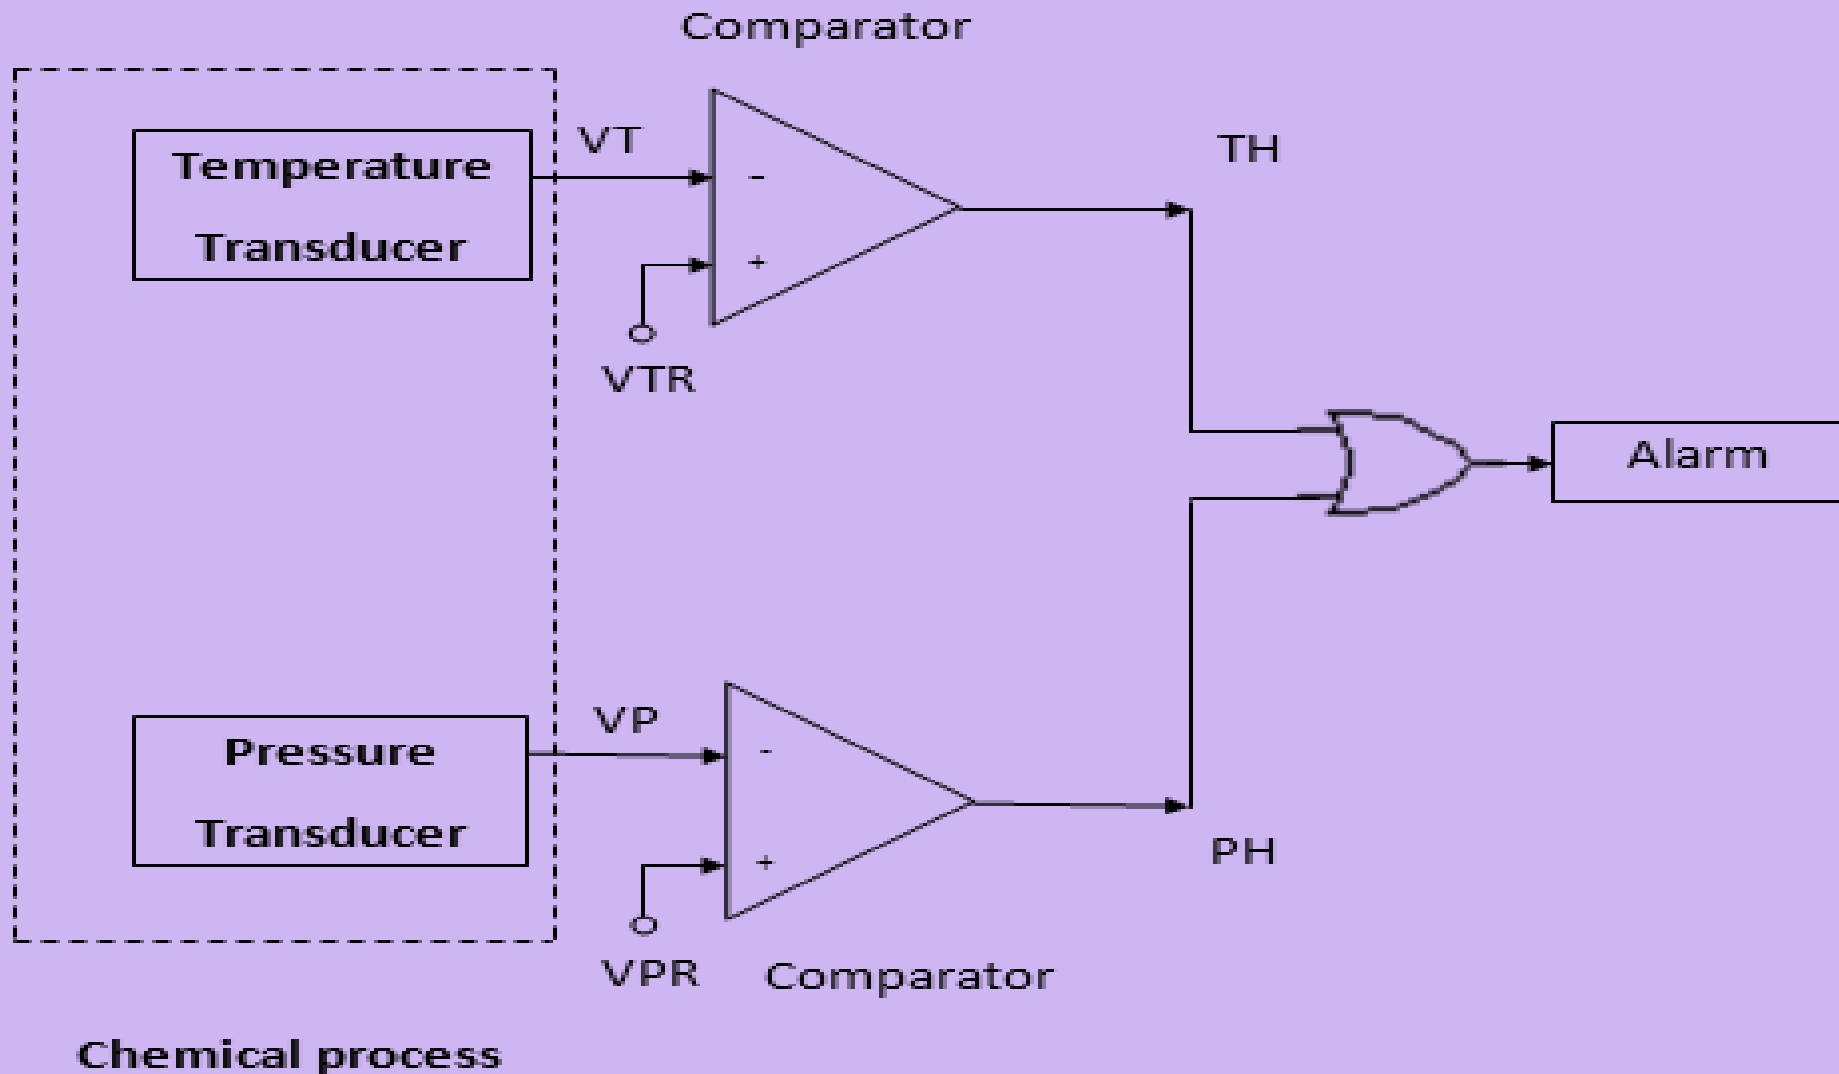 Comparator
Temperature
Transducer
VT
-
+
VTR
TH
Alarm
Pressure
Transducer
VP
-
+
VPR
PH
Comparator
Chemical process